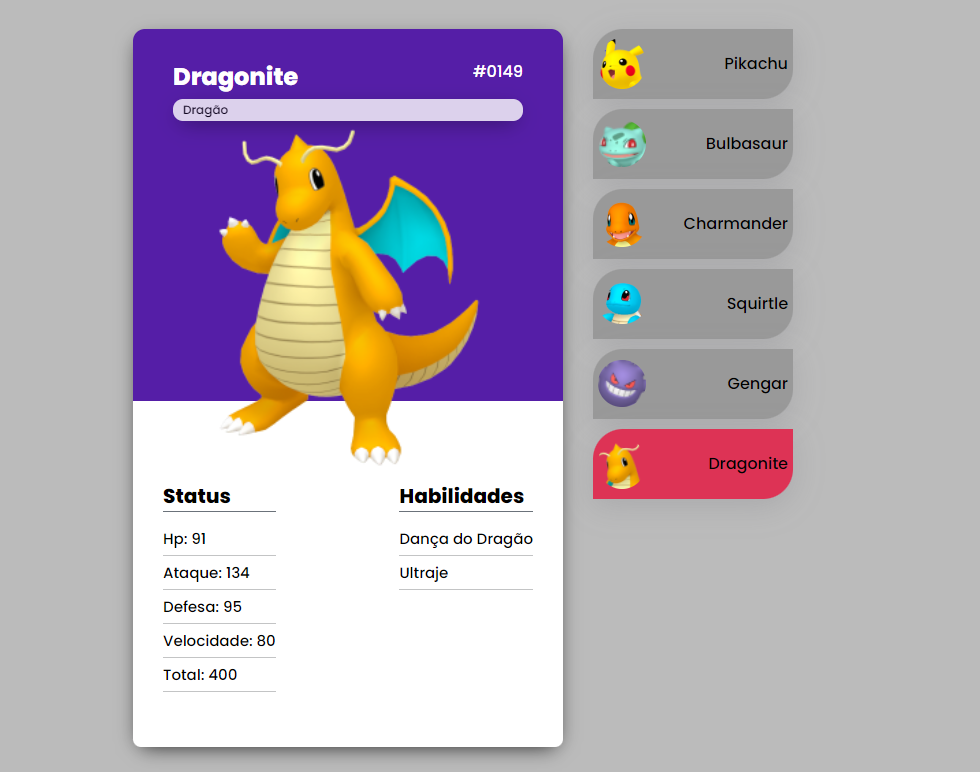 Dragonite
#0149
Dragão
Status
Hp: 91
Ataque: 134
Defesa: 95
Velocidade: 80
Total: 400
Habilidades
Dança do Dragão
Ultraje
Pikachu
Bulbasaur
Charmander
Squirtle
Gengar
Dragonite